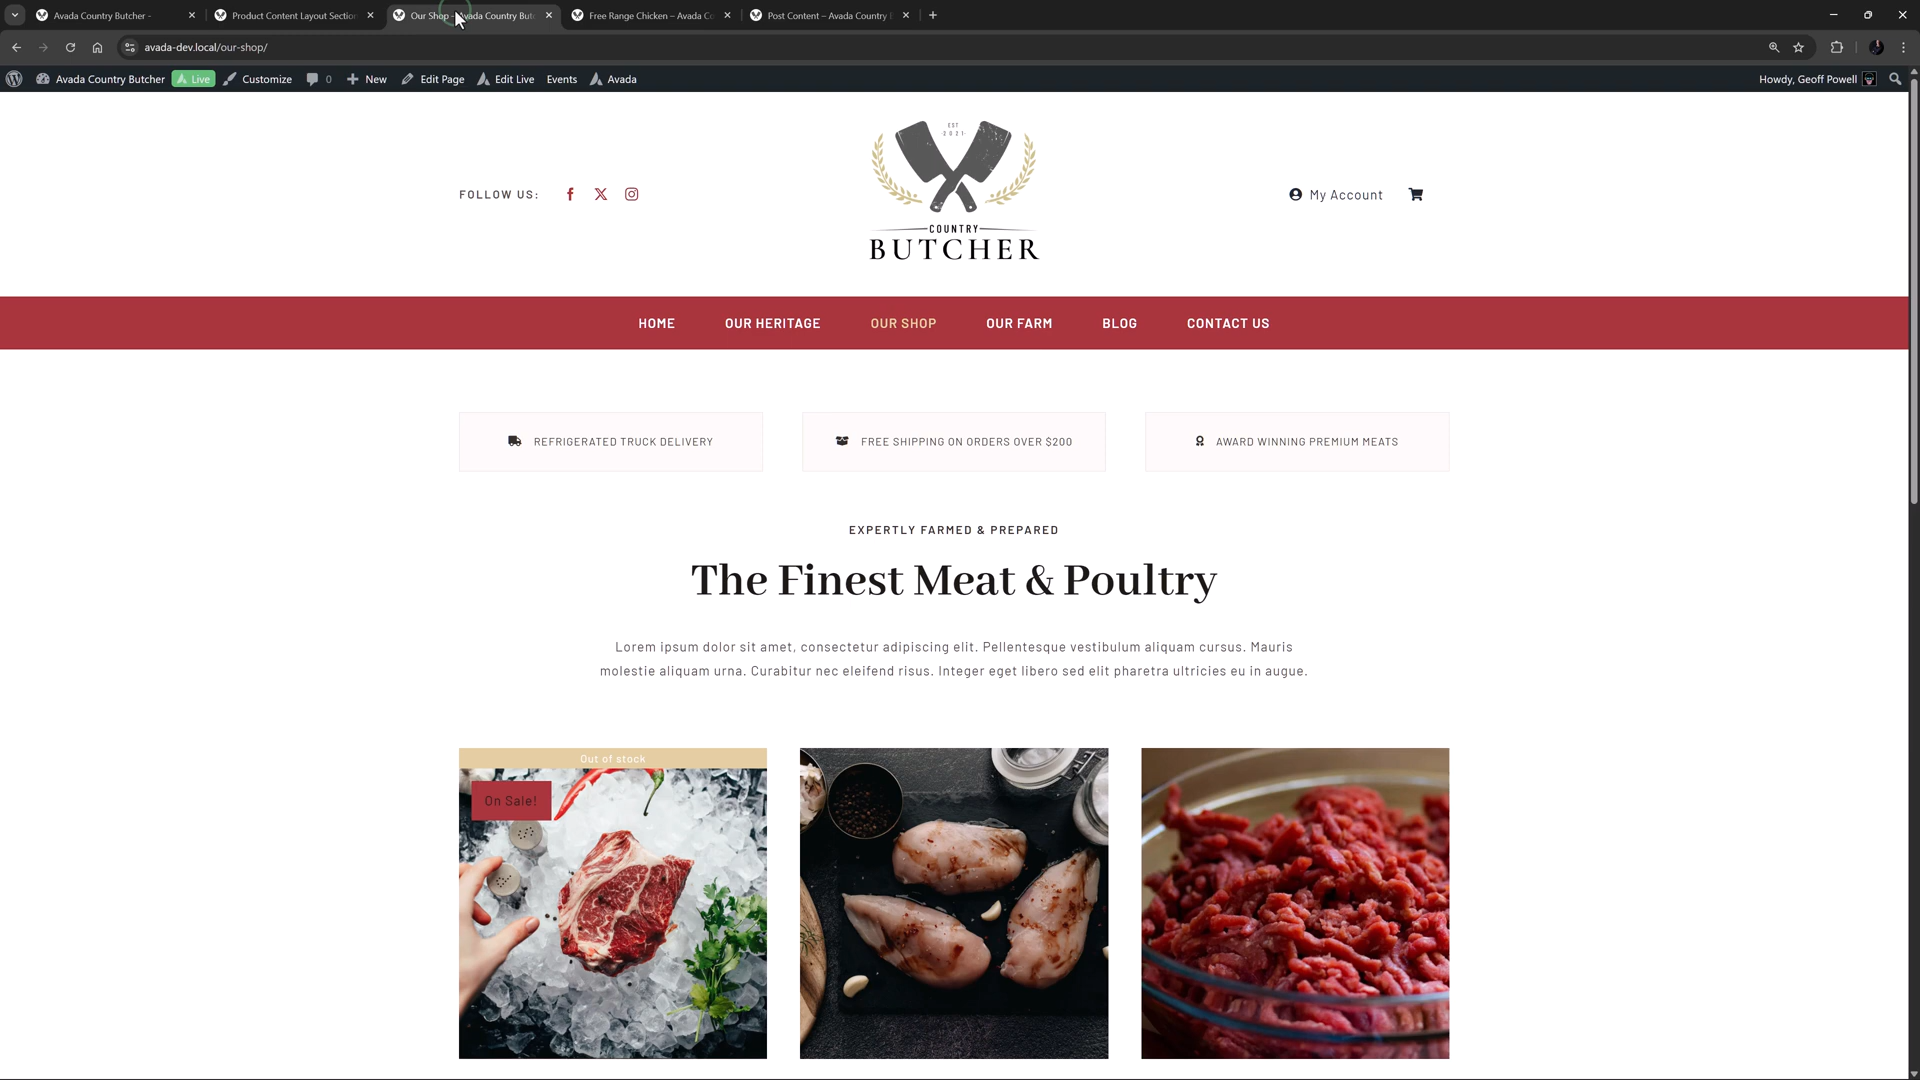 Avada Country Butcher -
Product Content Layout Section
Our Shop - Avada Country But
Free Range Chicken – Avada Co
Post Content – Avada Country
avada-dev.local/our-shop/
Avada Country Butcher
Live
Customize
0
New
Edit Page
Edit Live
Events
Avada
Howdy, Geoff Powell
FOLLOW US:
EST
2021
COUNTRY
BUTCHER
My Account
HOME
OUR HERITAGE
OUR SHOP
OUR FARM
BLOG
CONTACT US
REFRIGERATED TRUCK DELIVERY
FREE SHIPPING ON ORDERS OVER $200
AWARD WINNING PREMIUM MEATS
EXPERTLY FARMED & PREPARED
The Finest Meat & Poultry
Lorem ipsum dolor sit amet, consectetur adipiscing elit. Pellentesque vestibulum aliquam cursus. Mauris
molestie aliquam urna. Curabitur nec eleifend risus. Integer eget libero sed elit pharetra ultricies eu in augue.
Out of stock
On Sale!